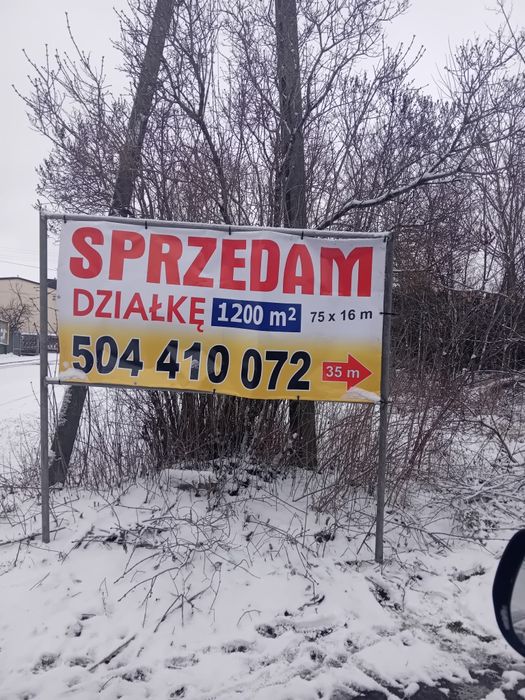 SPRZEDAM
DZIAŁKĘ 1200 m² 75 x 16 m
504 410 072 35 m